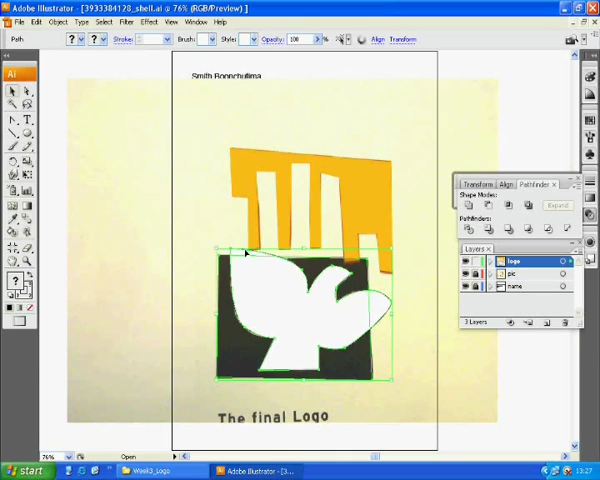 Adobe Illustrator - [3933384128_shell.ai @ 76% (RGB/Preview) ]
File Edit Object Type Select Filter Effect View Window Help
Path
? ? Stroke: Brush: Style: Opacity: 100 % Align Transform
Ai
Smith Boonchutima
Transform Align Pathfinder
Shape Modes:
Expand
Pathfinders:
Layers
logo
pic
name
3 Layers
?
The final Logo
76% Open
start Week3_Logo Adobe Illustrator - [3... 13:27